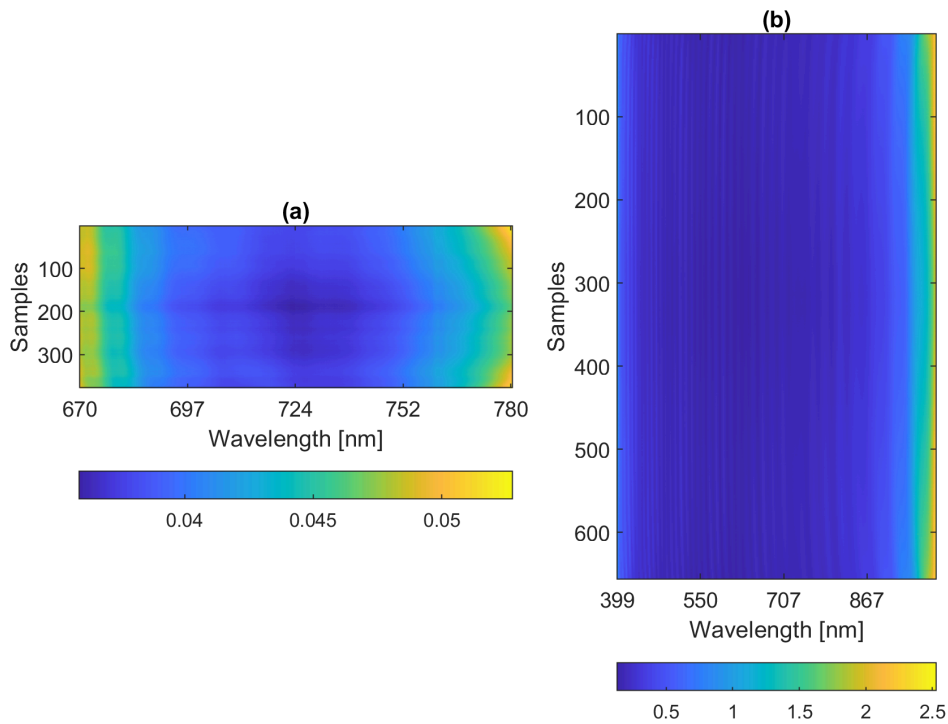 (a)
Samples
100
200
300
670 697 724 752 780
Wavelength [nm]
0.04 0.045 0.05
(b)
Samples
100
200
300
400
500
600
399 550 707 867
Wavelength [nm]
0.5 1 1.5 2 2.5